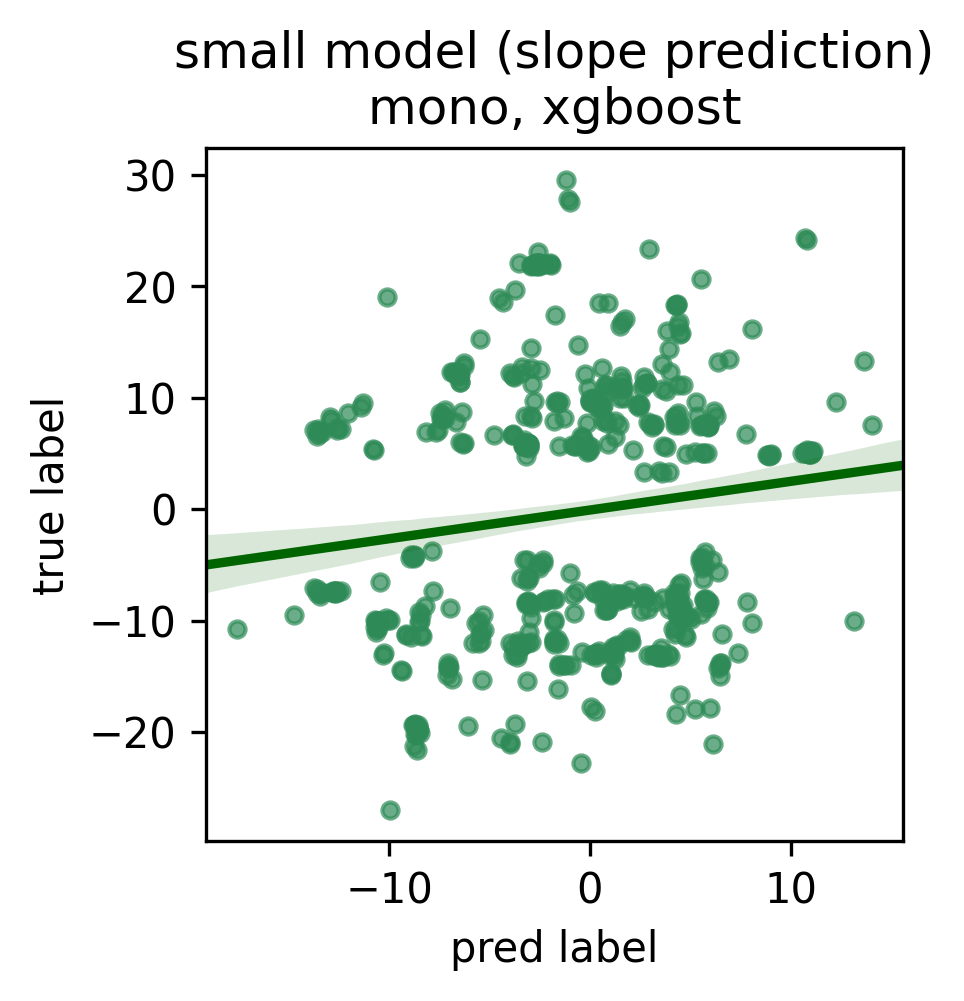 small model (slope prediction)
mono, xgboost
30
20
10
0
−10
−20
true label
−10 0 10
pred label